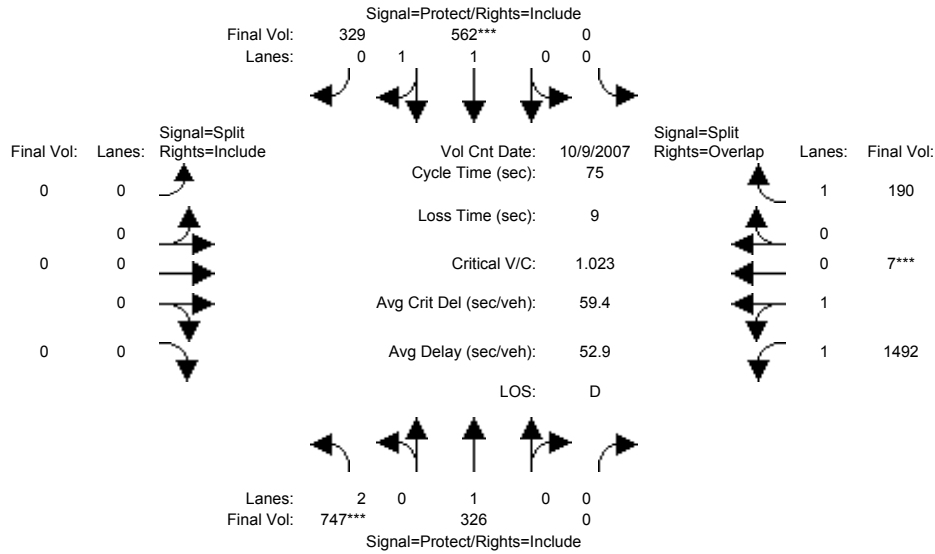 Signal=Protect/Rights=Include
Final Vol: 329 562*** 0
Lanes: 0 1 1 0 0
Signal=Split Signal=Split
Final Vol: Lanes: Rights=Include Vol Cnt Date: 10/9/2007 Rights=Overlap Lanes: Final Vol:
Cycle Time (sec): 75
0 0 1 190
Loss Time (sec): 9
0 0
0 0 Critical V/C: 1.023 0 7***
0 Avg Crit Del (sec/veh): 59.4 1
0 0 Avg Delay (sec/veh): 52.9 1 1492
LOS: D
Lanes: 2 0 1 0 0
Final Vol: 747*** 326 0
Signal=Protect/Rights=Include